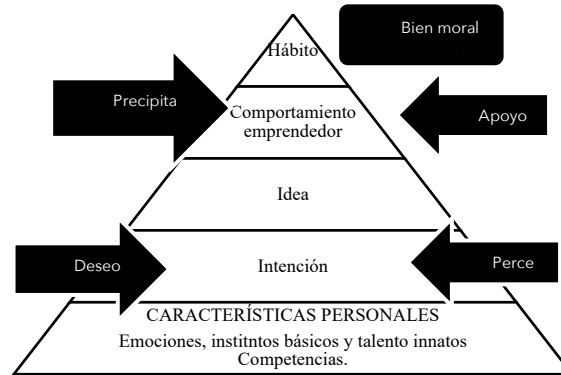 Bien moral
Hábito
Precipita
Comportamiento
emprendedor
Apoyo
Idea
Deseo
Intención
Perce
CARACTERÍSTICAS PERSONALES
Emociones, institntos básicos y talento innatos
Competencias.